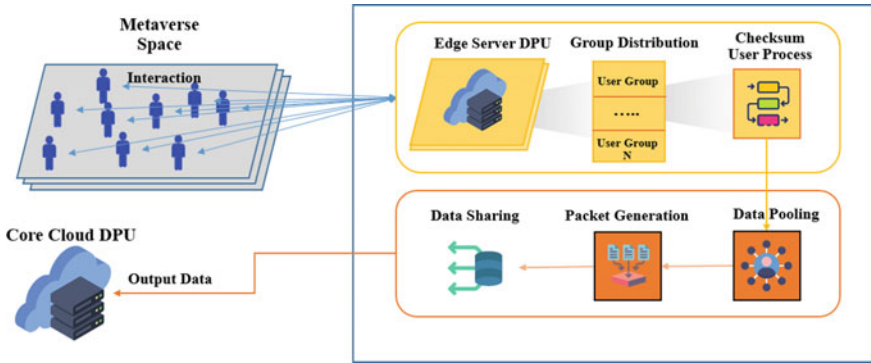 Metaverse
Space
Interaction
Edge Server DPU
Group Distribution
Checksum
User Process
User Group
.....
User Group
N
Data Sharing
Packet Generation
Data Pooling
Core Cloud DPU
Output Data